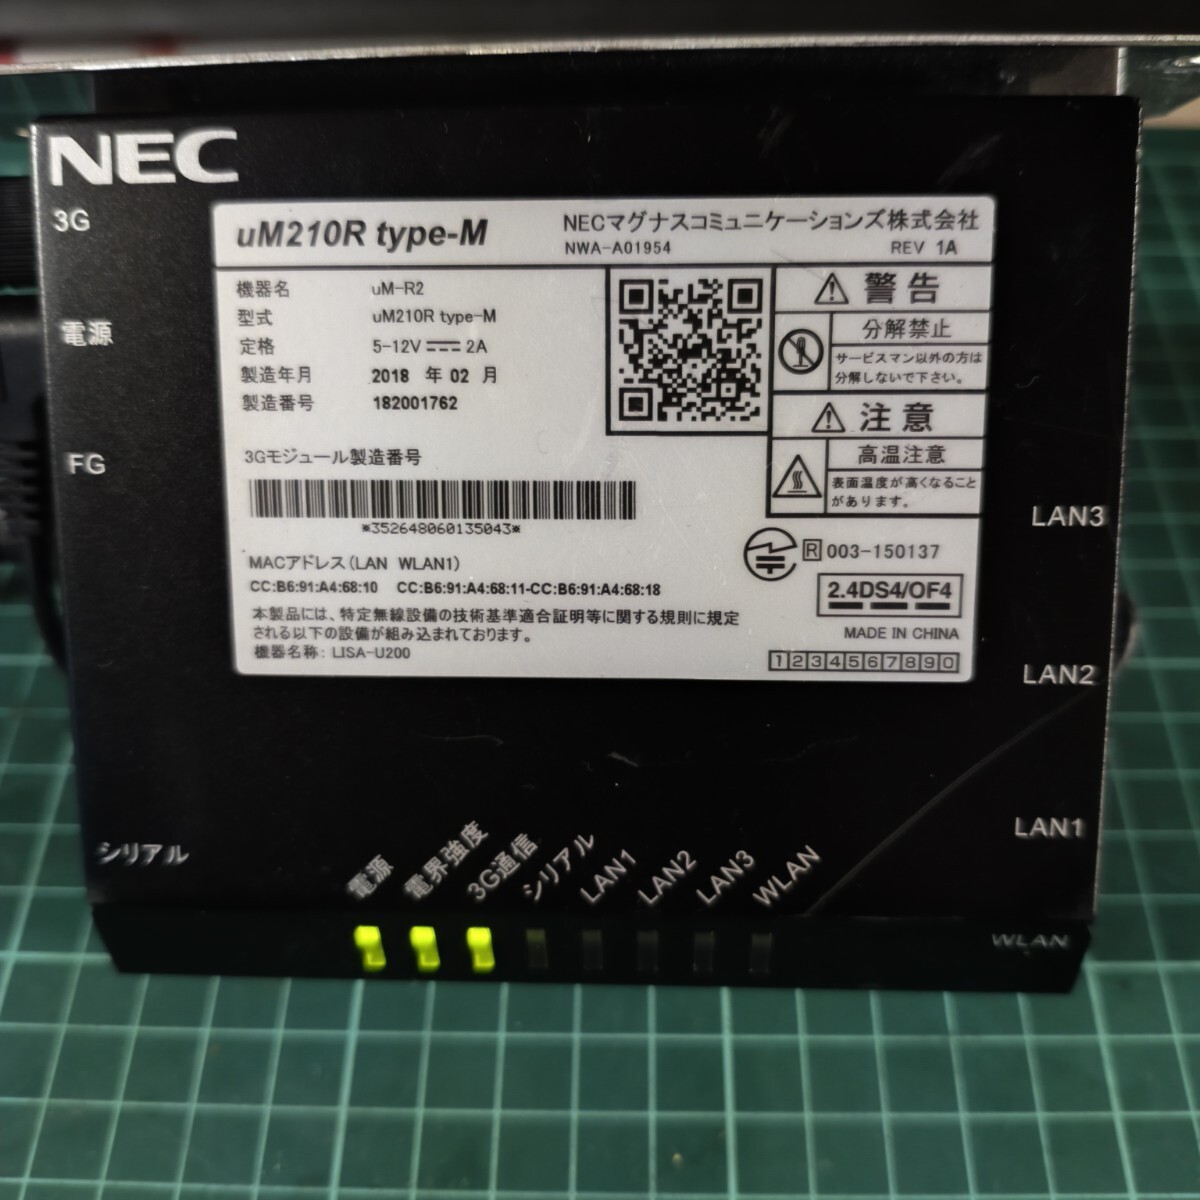 NEC
3G
電源
FG
シリアル
uM210R type-M
NECマグナスコミュニケーションズ株式会社
NWA-A01954
REV 1A
機器名 uM-R2
型式 uM210R type-M
定格 5-12V 2A
製造年月 2018 年 02 月
製造番号 182001762
3Gモジュール製造番号
*352648060135043*
MACアドレス(LAN WLAN1)
CC:B6:91:A4:68:10 CC:B6:91:A4:68:11-CC:B6:91:A4:68:18
本製品には、特定無線設備の技術基準適合証明等に関する規則に規定
される以下の設備が組み込まれております。
機器名称: LISA-U200
警告
分解禁止
サービスマン以外の方は
分解しないで下さい。
注意
高温注意
表面温度が高くなること
があります。
R 003-150137
2.4DS4/OF4
MADE IN CHINA
1 2 3 4 5 6 7 8 9 0
LAN3
LAN2
LAN1
電源
電界強度
3G通信
シリアル
LAN1
LAN2
LAN3
WLAN
WLAN